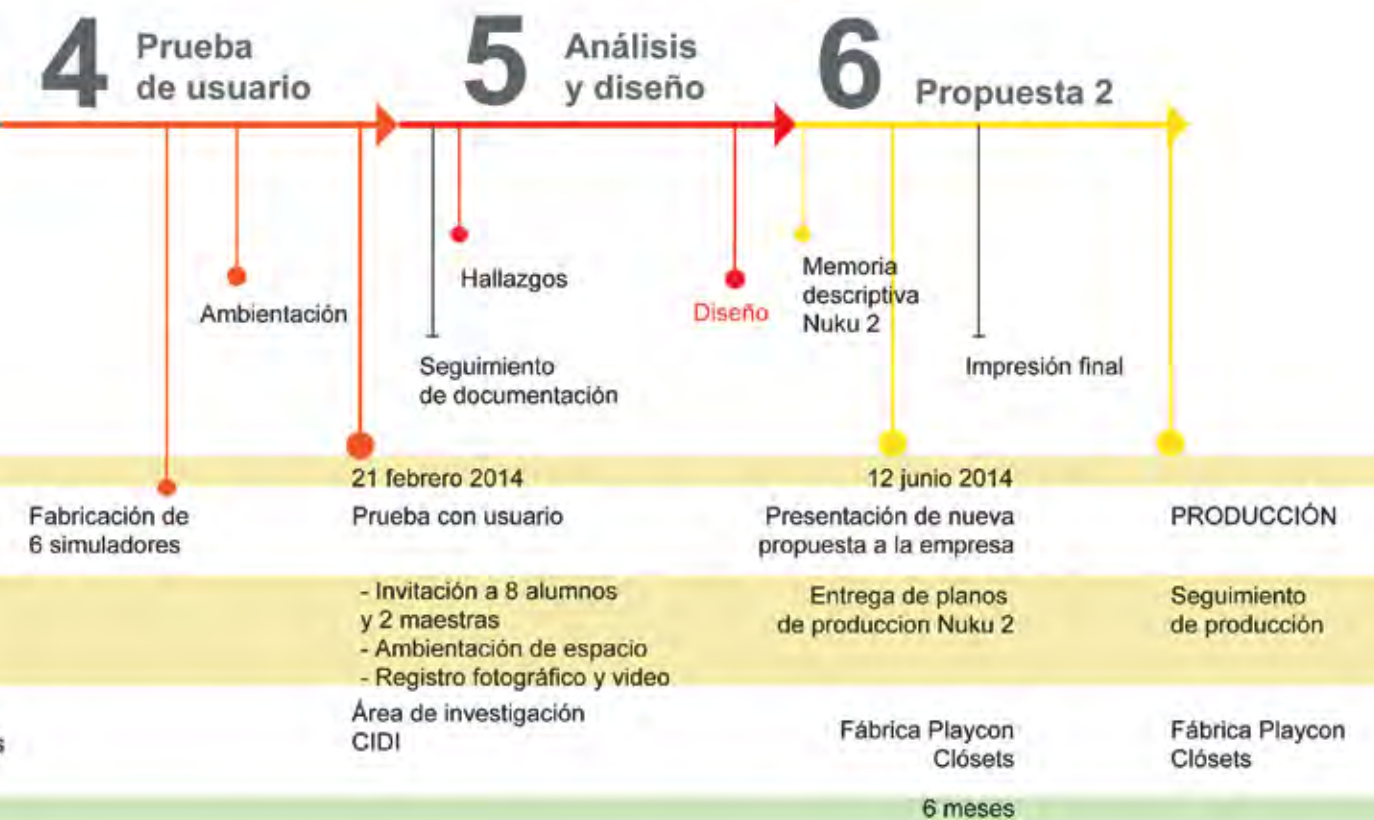 4 Prueba
de usuario
5 Análisis
y diseño
6 Propuesta 2
Ambientación
Hallazgos
Seguimiento
de documentación
Diseño
Memoria
descriptiva
Nuku 2
Impresión final
21 febrero 2014
12 junio 2014
Fabricación de
6 simuladores
Prueba con usuario
Presentación de nueva
propuesta a la empresa
PRODUCCIÓN
- Invitación a 8 alumnos
y 2 maestras
- Ambientación de espacio
- Registro fotográfico y video
Entrega de planos
de produccion Nuku 2
Seguimiento
de producción
s
Área de investigación
CIDI
Fábrica Playcon
Clósets
Fábrica Playcon
Clósets
6 meses